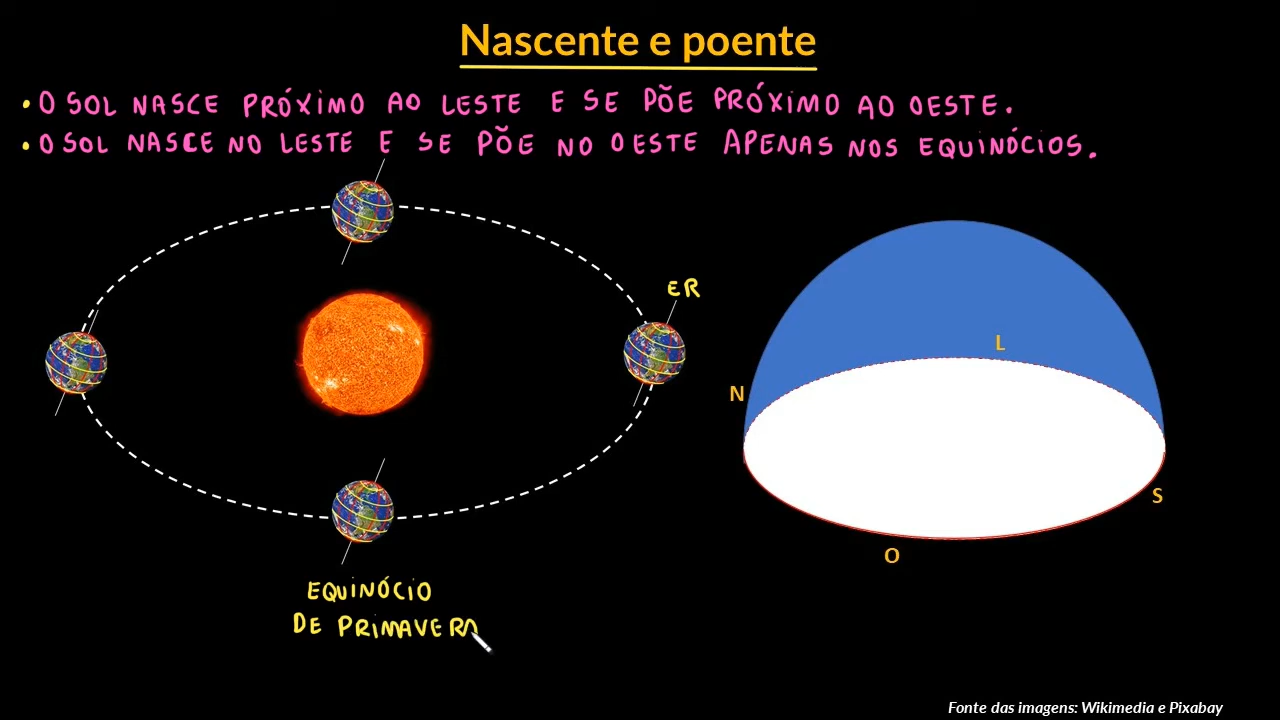 Nascente e poente
• O SOL NASCE PRÓXIMO AO LESTE E SE PÕE PRÓXIMO AO OESTE.
• O SOL NASCE NO LESTE E SE PÕE NO OESTE APENAS NOS EQUINÓCIOS.
ER
L
N
S
O
EQUINÓCIO
DE PRIMAVERA
Fonte das imagens: Wikimedia e Pixabay